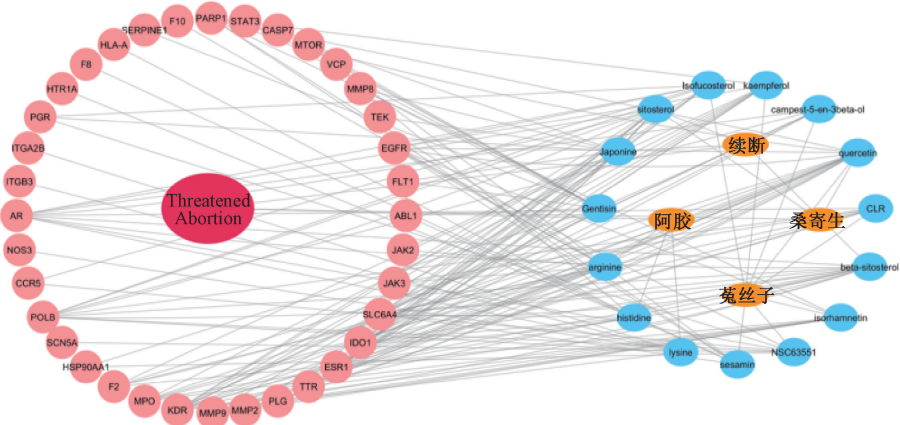 PARP1
STAT3
CASP7
MTOR
VCP
MMP8
TEK
EGFR
FLT1
ABL1
JAK2
JAK3
SLC6A4
IDO1
ESR1
TTR
PLG
MMP2
MMP9
KDR
MPO
F2
HSP90AA1
SCN5A
POLB
CCR5
NOS3
AR
ITGB3
ITGA2B
PGR
HTR1A
F8
HLA-A
SERPINE1
F10
Threatened
Abortion
Isofucosterol
kaempferol
campest-5-en-3beta-ol
quercetin
CLR
beta-sitosterol
isorhamnetin
NSC63551
sesamin
lysine
histidine
arginine
Gentisin
Japonine
sitosterol
续断
阿胶
桑寄生
菟丝子